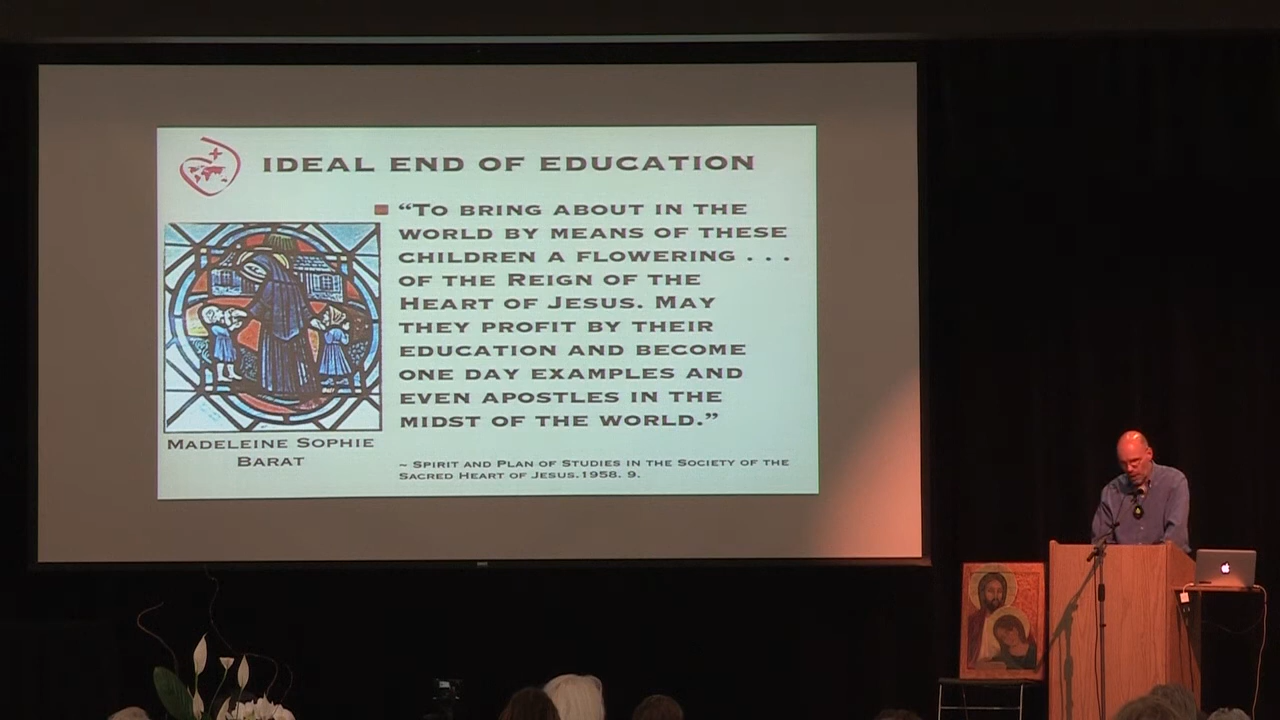 IDEAL END OF EDUCATION
“TO BRING ABOUT IN THE
WORLD BY MEANS OF THESE
CHILDREN A FLOWERING . . .
OF THE REIGN OF THE
HEART OF JESUS. MAY
THEY PROFIT BY THEIR
EDUCATION AND BECOME
ONE DAY EXAMPLES AND
EVEN APOSTLES IN THE
MIDST OF THE WORLD.”
MADELEINE SOPHIE
BARAT
~ SPIRIT AND PLAN OF STUDIES IN THE SOCIETY OF THE
SACRED HEART OF JESUS.1958. 9.